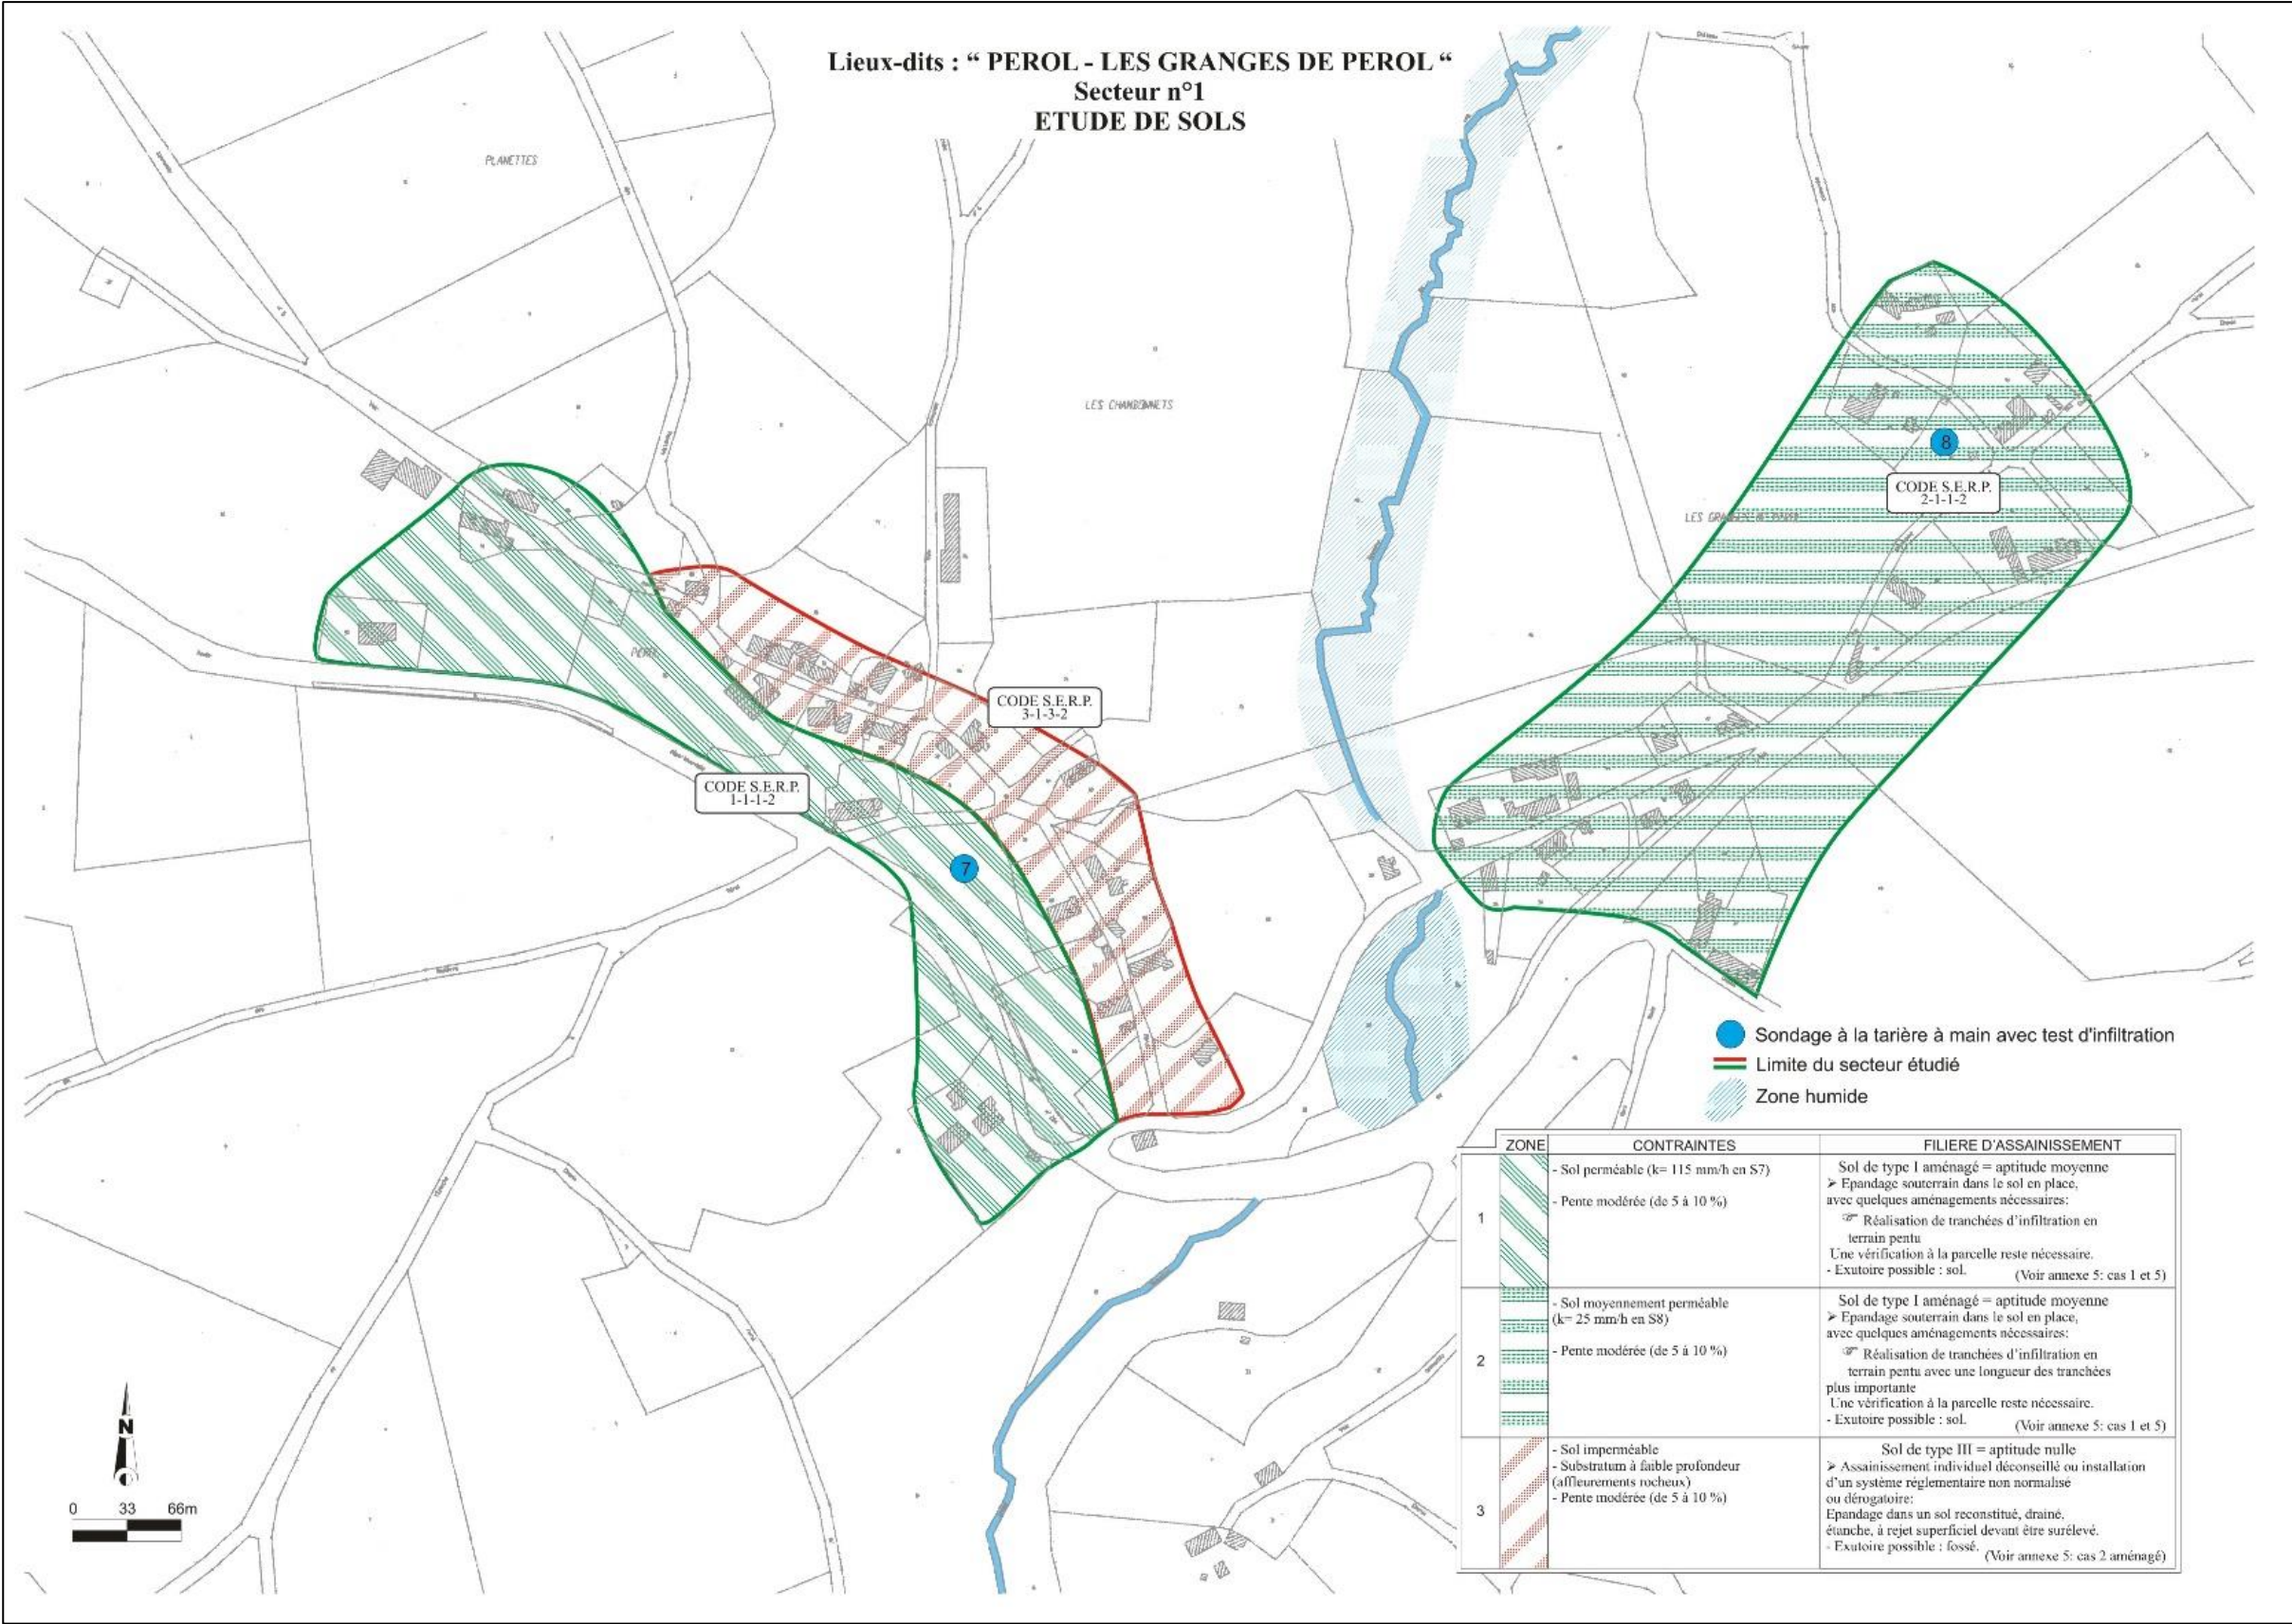 Lieux-dits : “ PEROL - LES GRANGES DE PEROL “
Secteur n°1
ETUDE DE SOLS
PLANETTES
LES CHAMBONNETS
8
CODE S.E.R.P.
2-1-1-2
LES GRANGES DE PEROL
PEROL
CODE S.E.R.P.
3-1-3-2
CODE S.E.R.P.
1-1-1-2
7
Sondage à la tarière à main avec test d'infiltration
Limite du secteur étudié
Zone humide
ZONE CONTRAINTES FILIERE D'ASSAINISSEMENT
1
- Sol perméable (k= 115 mm/h en S7)
- Pente modérée (de 5 à 10 %)
Sol de type I aménagé = aptitude moyenne
➢ Epandage souterrain dans le sol en place,
avec quelques aménagements nécessaires:
☞ Réalisation de tranchées d'infiltration en
terrain pentu
Une vérification à la parcelle reste nécessaire.
- Exutoire possible : sol. (Voir annexe 5: cas 1 et 5)
2
- Sol moyennement perméable
(k= 25 mm/h en S8)
- Pente modérée (de 5 à 10 %)
Sol de type I aménagé = aptitude moyenne
➢ Epandage souterrain dans le sol en place,
avec quelques aménagements nécessaires:
☞ Réalisation de tranchées d'infiltration en
terrain pentu avec une longueur des tranchées
plus importante
Une vérification à la parcelle reste nécessaire.
- Exutoire possible : sol. (Voir annexe 5: cas 1 et 5)
3
- Sol imperméable
- Substratum à faible profondeur
(affleurements rocheux)
- Pente modérée (de 5 à 10 %)
Sol de type III = aptitude nulle
➢ Assainissement individuel déconseillé ou installation
d'un système réglementaire non normalisé
ou dérogatoire:
Epandage dans un sol reconstitué, drainé,
étanche, à rejet superficiel devant être surélevé.
- Exutoire possible : fossé. (Voir annexe 5: cas 2 aménagé)
N
0 33 66m